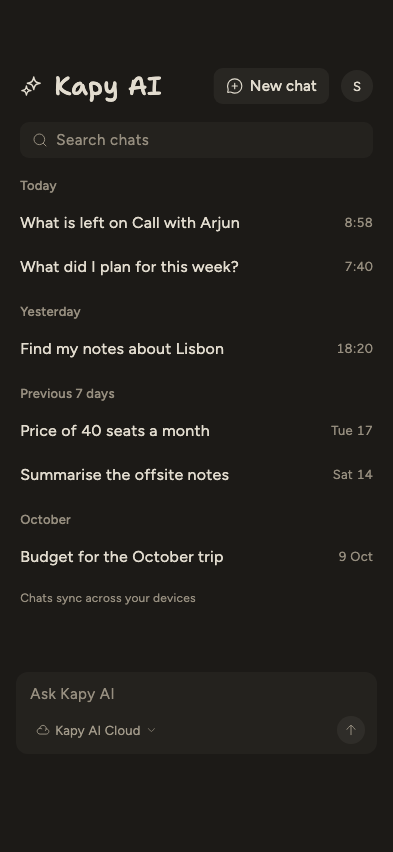 Kapy AI
New chat
S
Search chats
Today
What is left on Call with Arjun 8:58
What did I plan for this week? 7:40
Yesterday
Find my notes about Lisbon 18:20
Previous 7 days
Price of 40 seats a month Tue 17
Summarise the offsite notes Sat 14
October
Budget for the October trip 9 Oct
Chats sync across your devices
Ask Kapy AI
Kapy AI Cloud